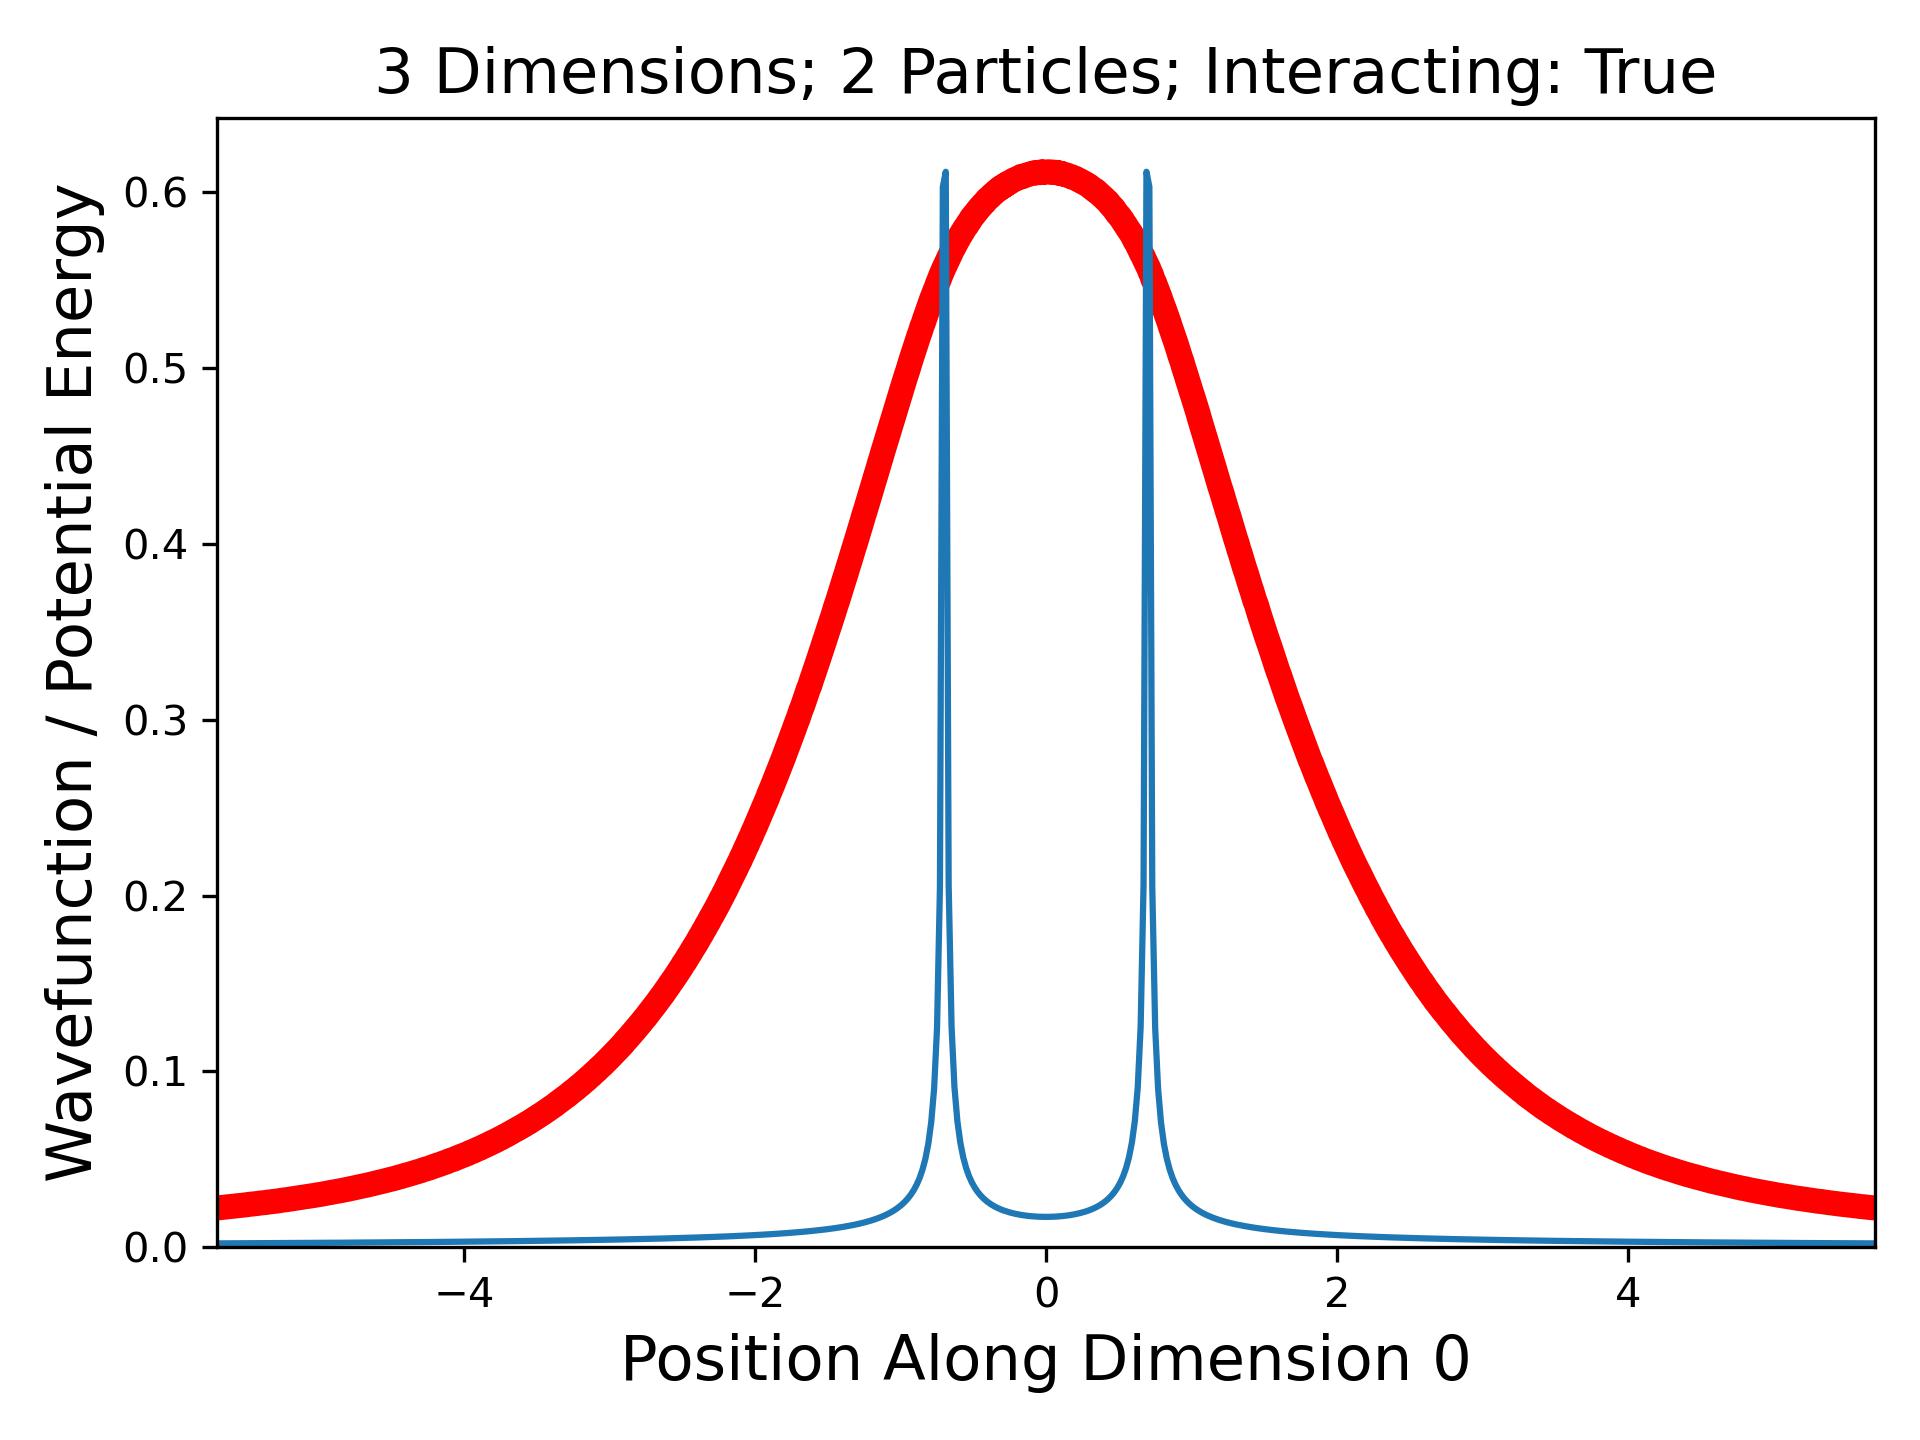 3 Dimensions; 2 Particles; Interacting: True
Wavefunction / Potential Energy
0.6
0.5
0.4
0.3
0.2
0.1
0.0
−4 −2 0 2 4
Position Along Dimension 0